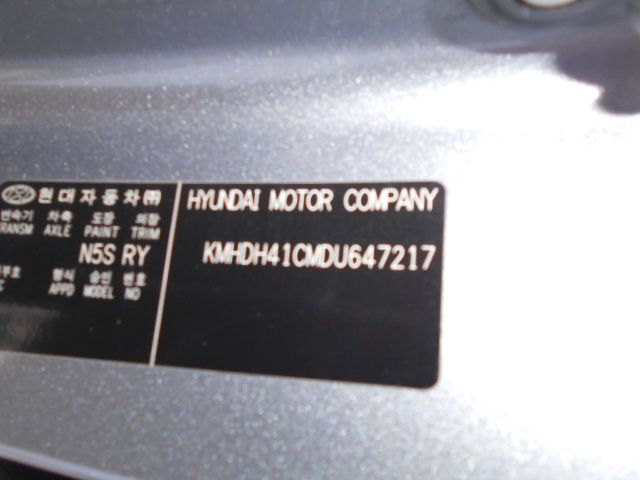 현대자동차㈜
변속기 차축 도장 의장
TRANSM AXLE PAINT TRIM
N5S RY
형식 승인 번호
APPD MODEL NO
HYUNDAI MOTOR COMPANY
KMHDH41CMDU647217